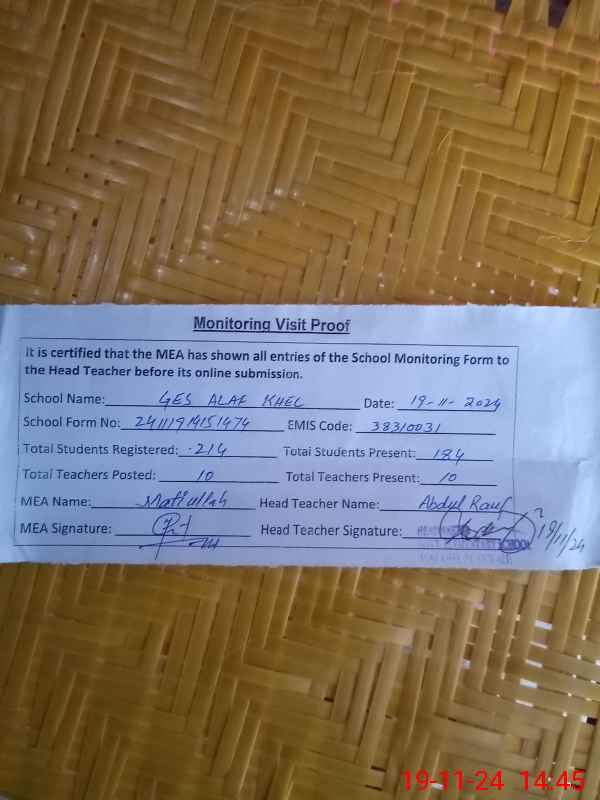 Monitoring Visit Proof
It is certified that the MEA has shown all entries of the School Monitoring Form to
the Head Teacher before its online submission.
School Name: GES ALAF KHEL Date: 19-11-2024
School Form No: EMIS Code: 38310031
Total Students Registered: 214 Total Students Present: 184
Total Teachers Posted: 10 Total Teachers Present: 10
MEA Name: Matiullah Head Teacher Name: Abdul Rauf
MEA Signature: Head Teacher Signature: 19/11/24
SCHOOL
19-11-24 14:45